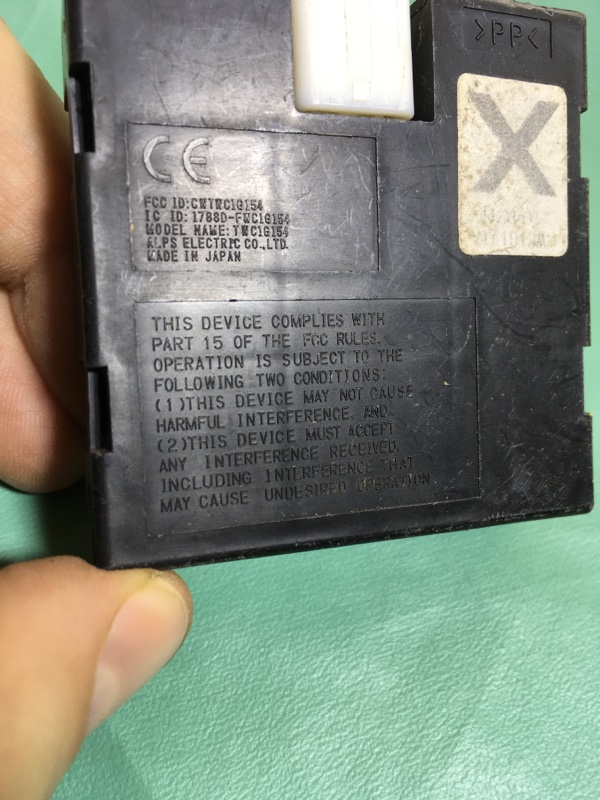 >PP<
X
CE
FCC ID:CWTWC1G154
IC ID:1788D-FWC1G154
MODEL NAME:TWC1G154
ALPS ELECTRIC CO.,LTD.
MADE IN JAPAN
THIS DEVICE COMPLIES WITH
PART 15 OF THE FCC RULES.
OPERATION IS SUBJECT TO THE
FOLLOWING TWO CONDITIONS:
(1)THIS DEVICE MAY NOT CAUSE
HARMFUL INTERFERENCE, AND
(2)THIS DEVICE MUST ACCEPT
ANY INTERFERENCE RECEIVED,
INCLUDING INTERFERENCE THAT
MAY CAUSE UNDESIRED OPERATION.